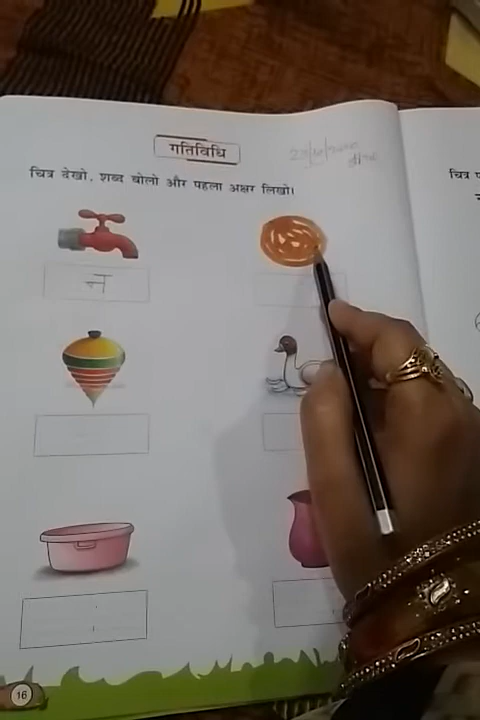 गतिविधि
चित्र देखो, शब्द बोलो और पहला अक्षर लिखो।
चित्र
न
16